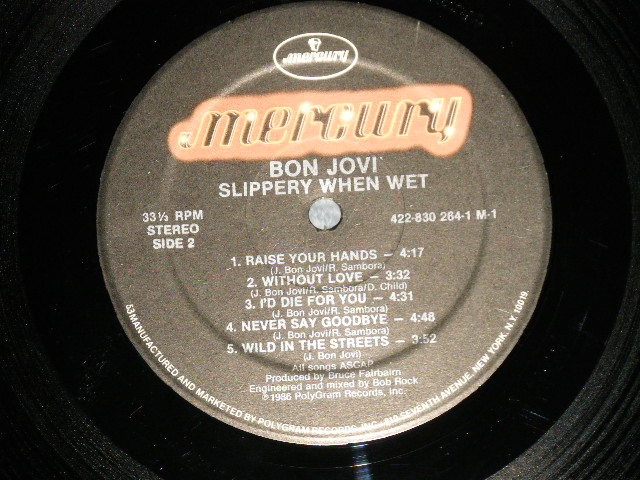 mercury
mercury
BON JOVI
SLIPPERY WHEN WET
33⅓ RPM
STEREO
SIDE 2
422-830 264-1 M-1
1. RAISE YOUR HANDS – 4:17
(J. Bon Jovi/R. Sambora)
2. WITHOUT LOVE – 3:32
(J. Bon Jovi/R. Sambora/D. Child)
3. I'D DIE FOR YOU – 4:31
(J. Bon Jovi/R. Sambora)
4. NEVER SAY GOODBYE – 4:48
(J. Bon Jovi/R. Sambora)
5. WILD IN THE STREETS – 3:52
(J. Bon Jovi)
All songs ASCAP
Produced by Bruce Fairbairn
Engineered and mixed by Bob Rock
℗1986 PolyGram Records, Inc.
53 MANUFACTURED AND MARKETED BY POLYGRAM RECORDS, INC., 810 SEVENTH AVENUE, NEW YORK, N.Y. 10019.